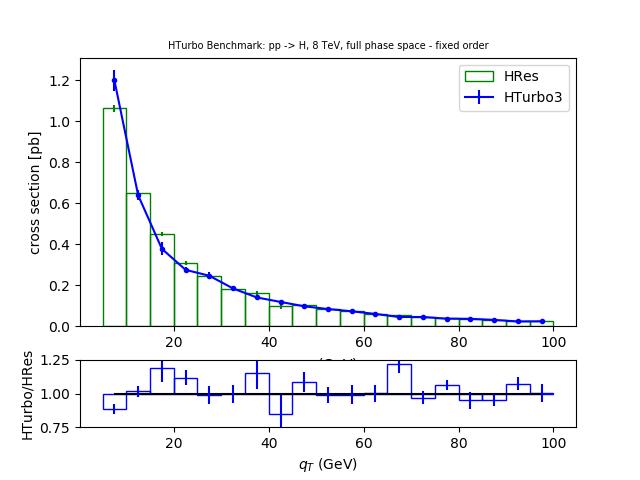 HTurbo Benchmark: pp -> H, 8 TeV, full phase space - fixed order
HRes
HTurbo3
cross section [pb]
1.2
1.0
0.8
0.6
0.4
0.2
0.0
20 40 60 80 100
HTurbo/HRes
1.25
1.00
0.75
20 40 60 80 100
q_T (GeV)